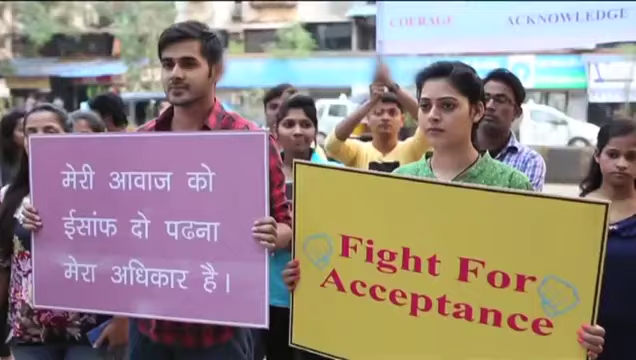 COURAGE ACKNOWLEDGE
मेरी आवाज को
ईसांफ दो पढना
मेरा अधिकार है।
Fight For
Acceptance